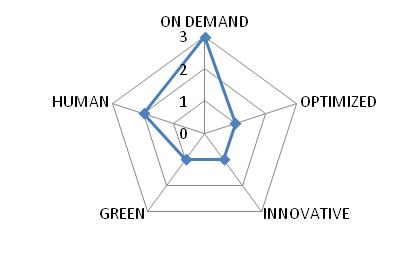 ON DEMAND
3
2
HUMAN
OPTIMIZED
1
0
GREEN
INNOVATIVE